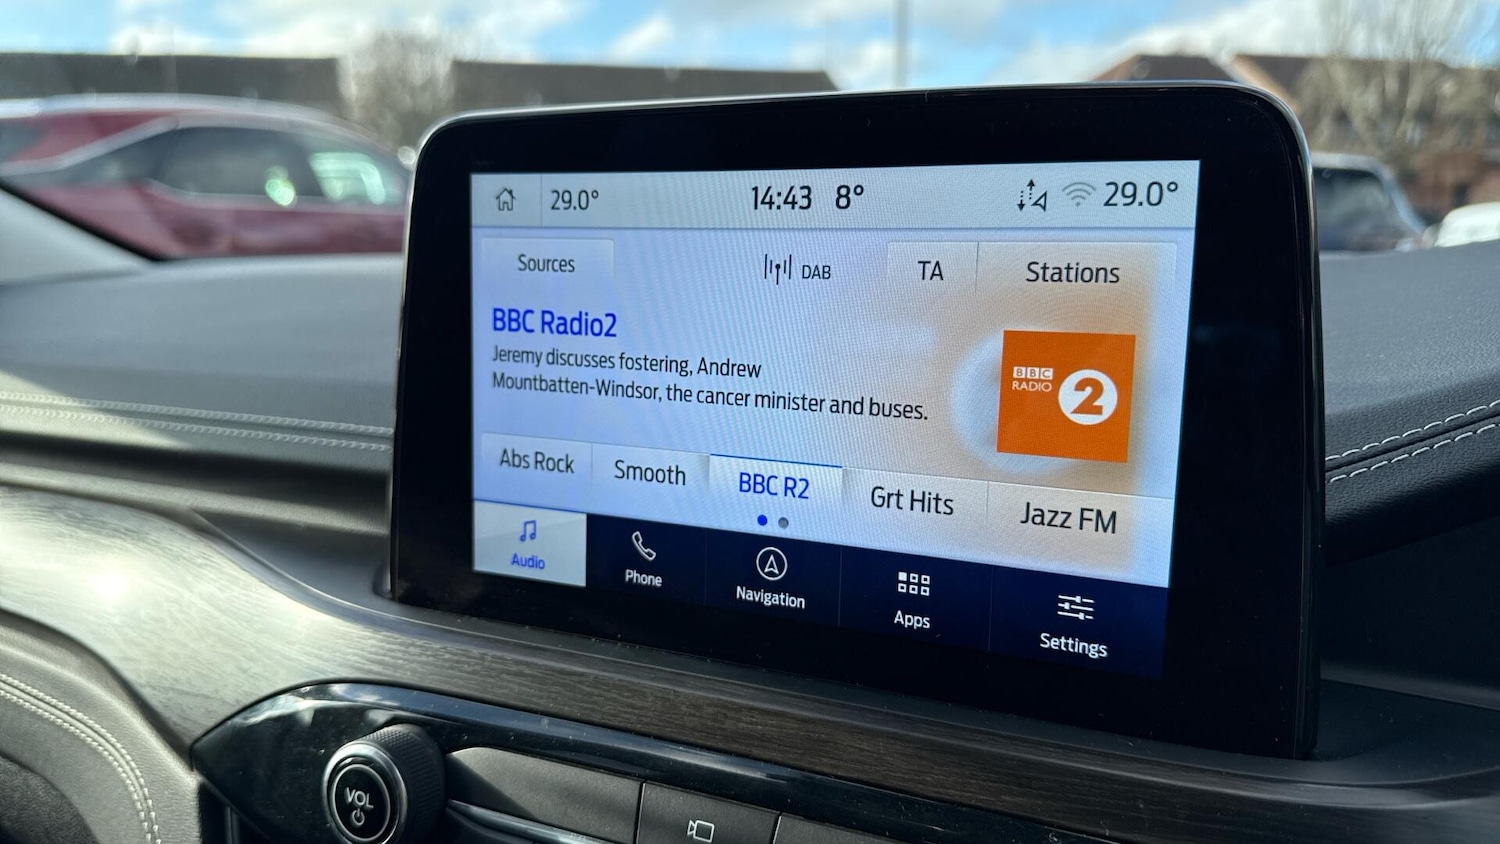 29.0°
14:43 8°
29.0°
Sources
DAB
TA
Stations
BBC Radio2
Jeremy discusses fostering, Andrew
Mountbatten-Windsor, the cancer minister and buses.
BBC
RADIO
2
Abs Rock
Smooth
BBC R2
Grt Hits
Jazz FM
Audio
Phone
Navigation
Apps
Settings
VOL